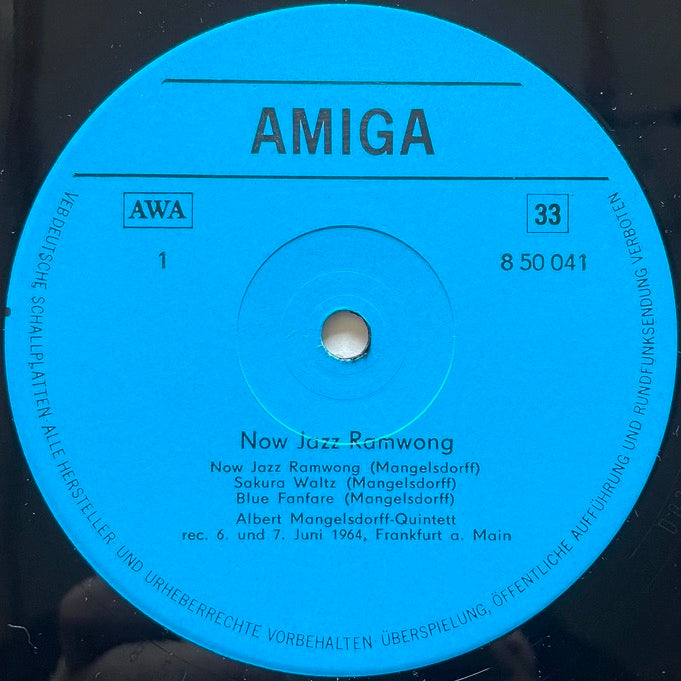 AMIGA
AWA
33
1
8 50 041
Now Jazz Ramwong
Now Jazz Ramwong (Mangelsdorff)
Sakura Waltz (Mangelsdorff)
Blue Fanfare (Mangelsdorff)
Albert Mangelsdorff-Quintett
rec. 6. und 7. Juni 1964, Frankfurt a. Main
VEB DEUTSCHE SCHALLPLATTEN · ALLE HERSTELLER- UND URHEBERRECHTE VORBEHALTEN · ÜBERSPIELUNG, ÖFFENTLICHE AUFFÜHRUNG UND RUNDFUNKSENDUNG VERBOTEN